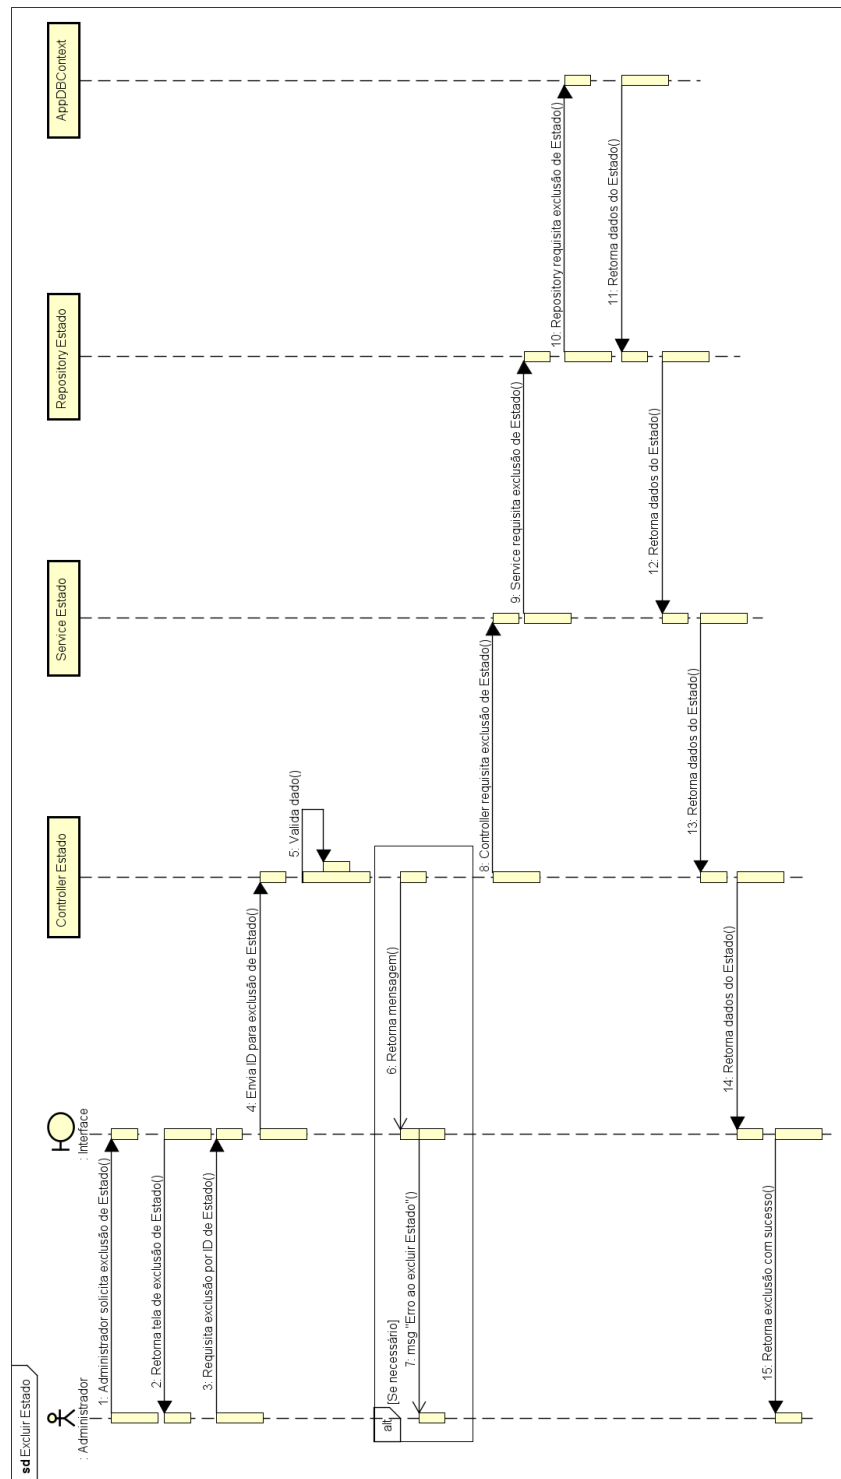 sd Excluir Estado
: Administrador
: Interface
Controller Estado
Service Estado
Repository Estado
AppDBContext
1: Administrador solicita exclusão de Estado()
2: Retorna tela de exclusão de Estado()
3: Requisita exclusão por ID de Estado()
4: Envia ID para exclusão de Estado()
5: Valida dado()
alt
[Se necessário]
6: Retorna mensagem()
7: msg "Erro ao excluir Estado"()
8: Controller requisita exclusão de Estado()
9: Service requisita exclusão de Estado()
10: Repository requisita exclusão de Estado()
11: Retorna dados do Estado()
12: Retorna dados do Estado()
13: Retorna dados do Estado()
14: Retorna dados do Estado()
15: Retorna exclusão com sucesso()